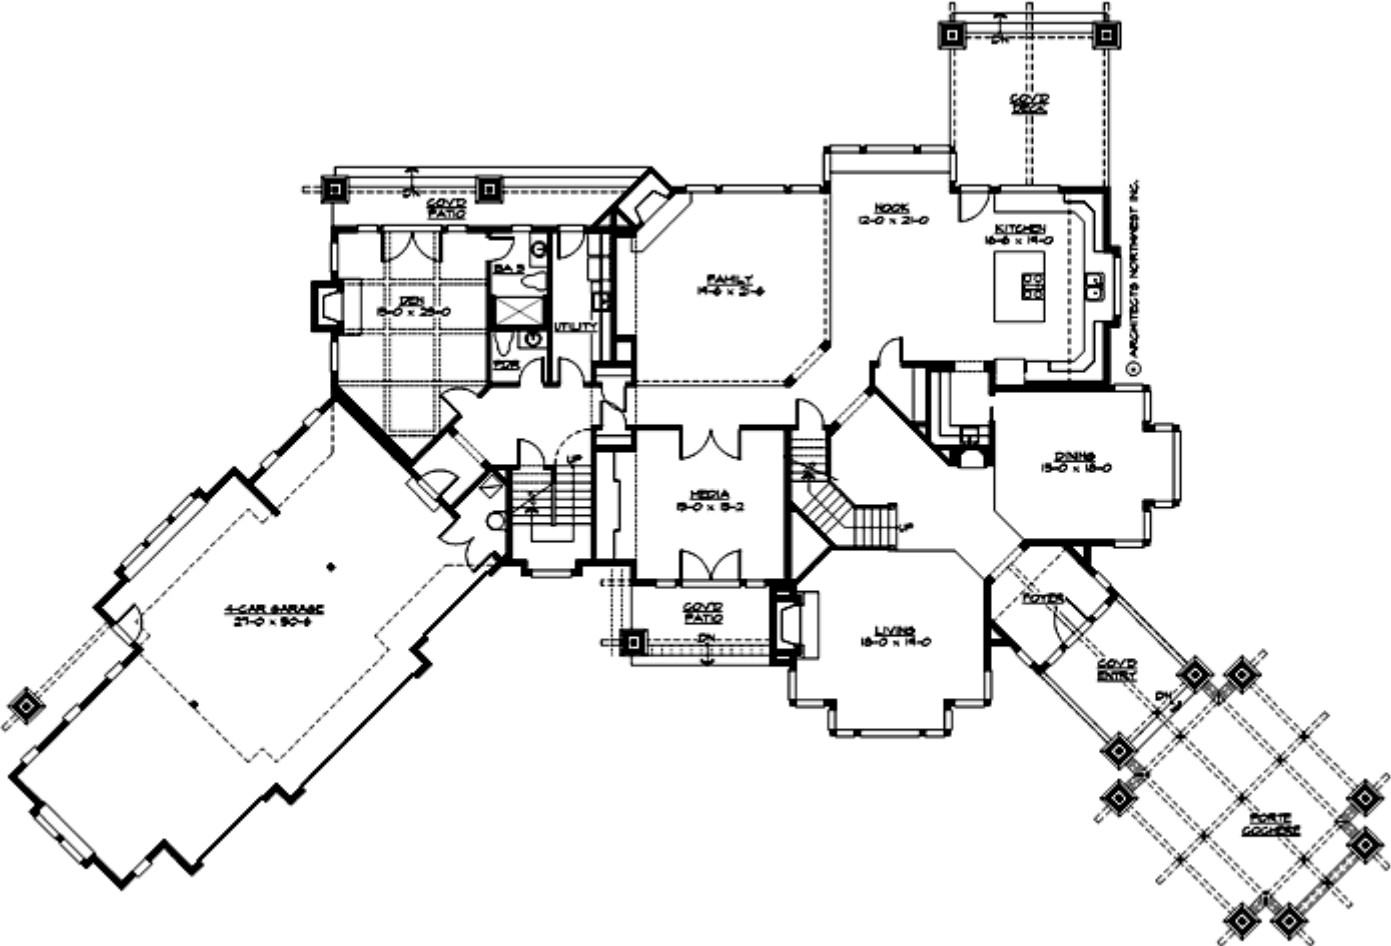 DN
COV'D
DECK
DN
COV'D
PATIO
NOOK
12-0 x 21-0
KITCHEN
16-6 x 19-0
© ARCHITECTS NORTHWEST INC.
BA 3
FAMILY
19-6 x 21-6
DEN
15-0 x 25-0
UTILITY
PDR
UP
DINING
15-0 x 18-0
MEDIA
15-0 x 15-2
UP
4-CAR GARAGE
27-0 x 50-6
COV'D
PATIO
DN
FOYER
LIVING
18-0 x 19-0
COV'D
ENTRY
DN
PORTE
COCHERE